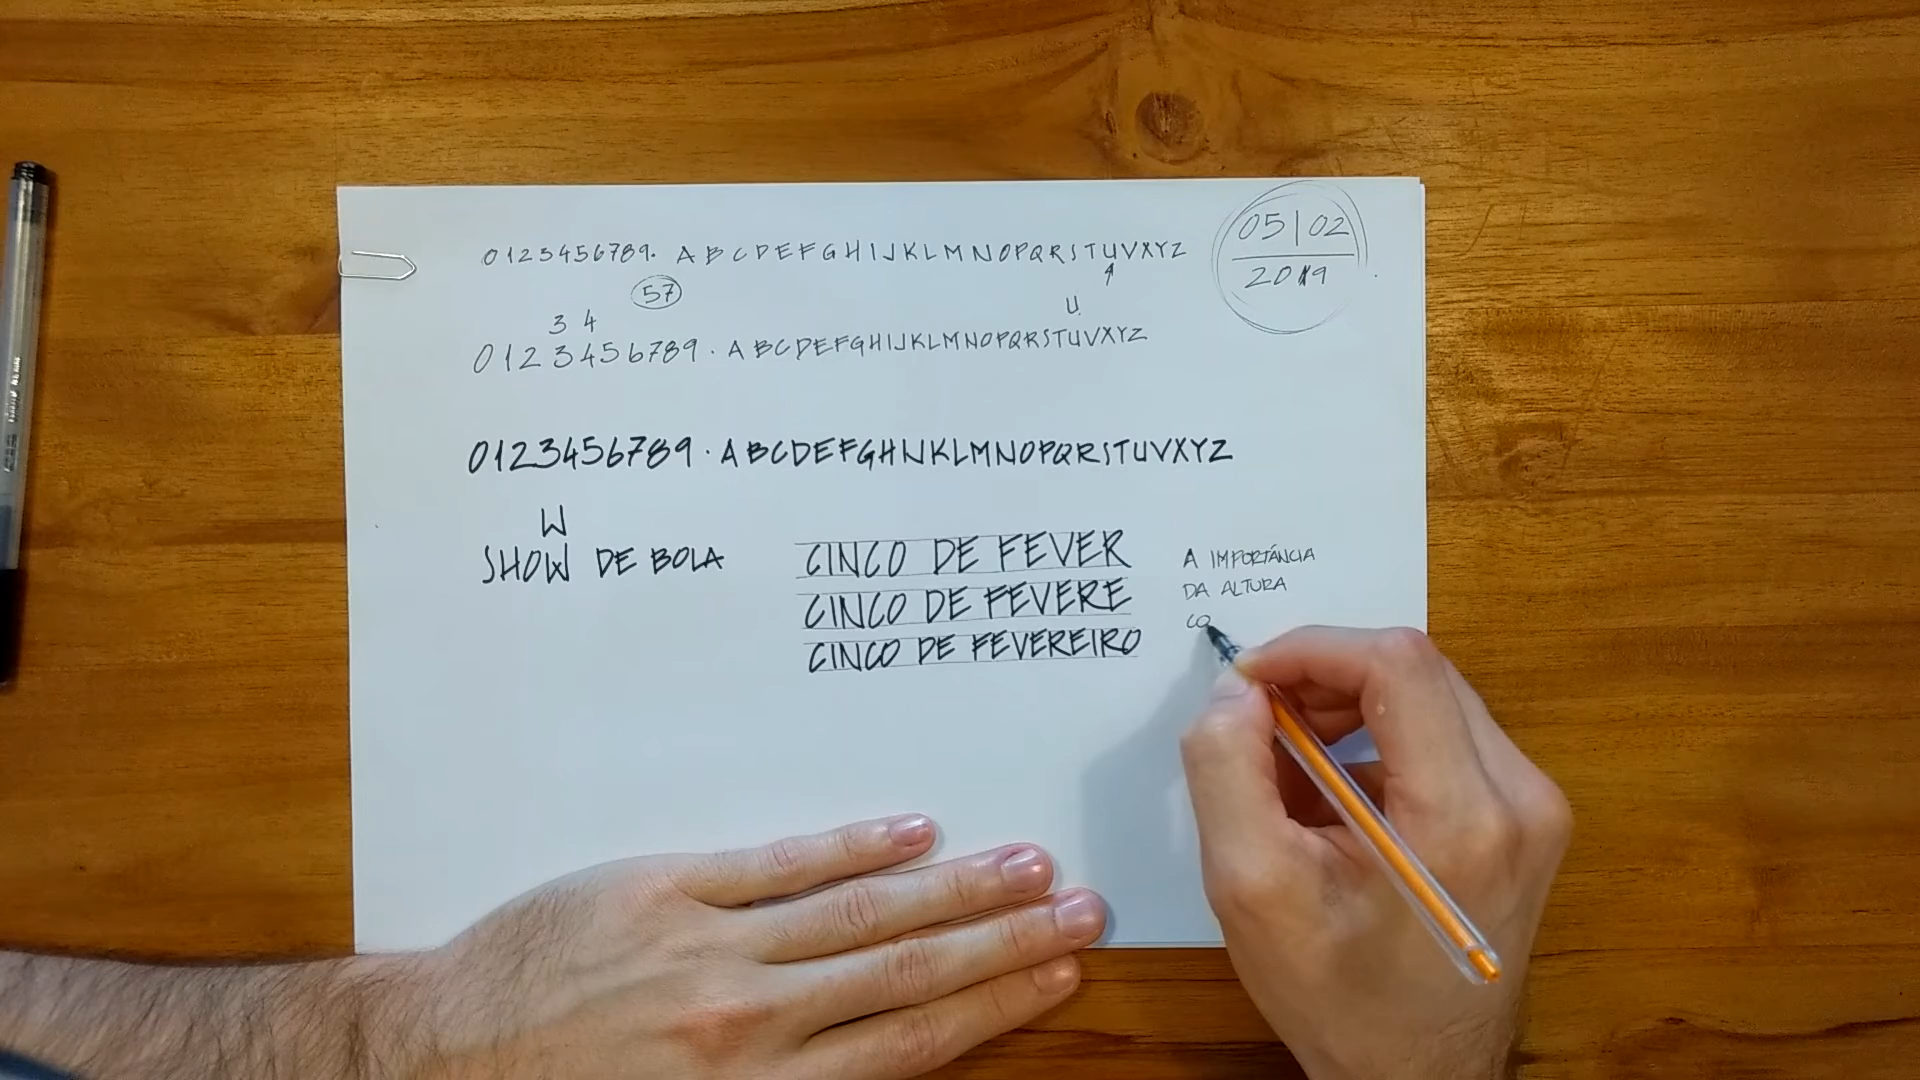 0123456789. ABCDEFGHIJKLMNOPQRSTUVXYZ
05|02
2019
57
U
3 4
0123456789. ABCDEFGHIJKLMNOPQRSTUVXYZ
0123456789. ABCDEFGHIJKLMNOPQRSTUVXYZ
W
SHOW DE BOLA
CINCO DE FEVER
CINCO DE FEVERE
CINCO DE FEVEREIRO
A IMPORTÂNCIA
DA ALTURA
CO